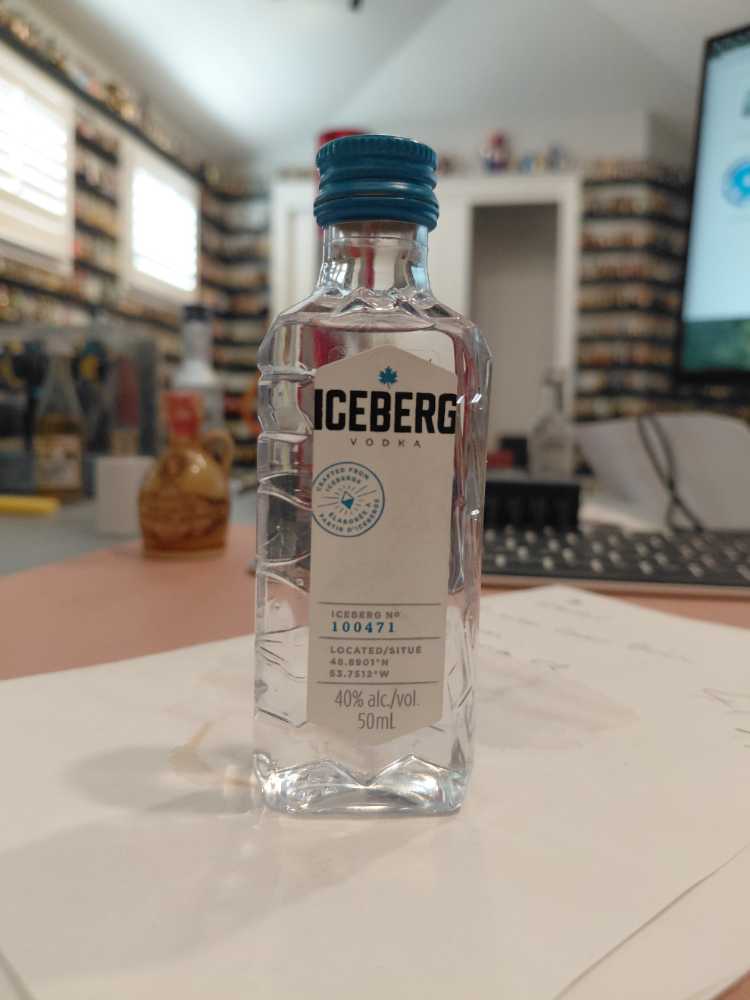 ICEBERG
VODKA
CRAFTED FROM
ICEBERGS
ÉLABORÉE À
PARTIR D'ICEBERGS
ICEBERG Nº
100471
LOCATED/SITUÉ
48.8901°N
53.7512°W
40% alc./vol.
50mL